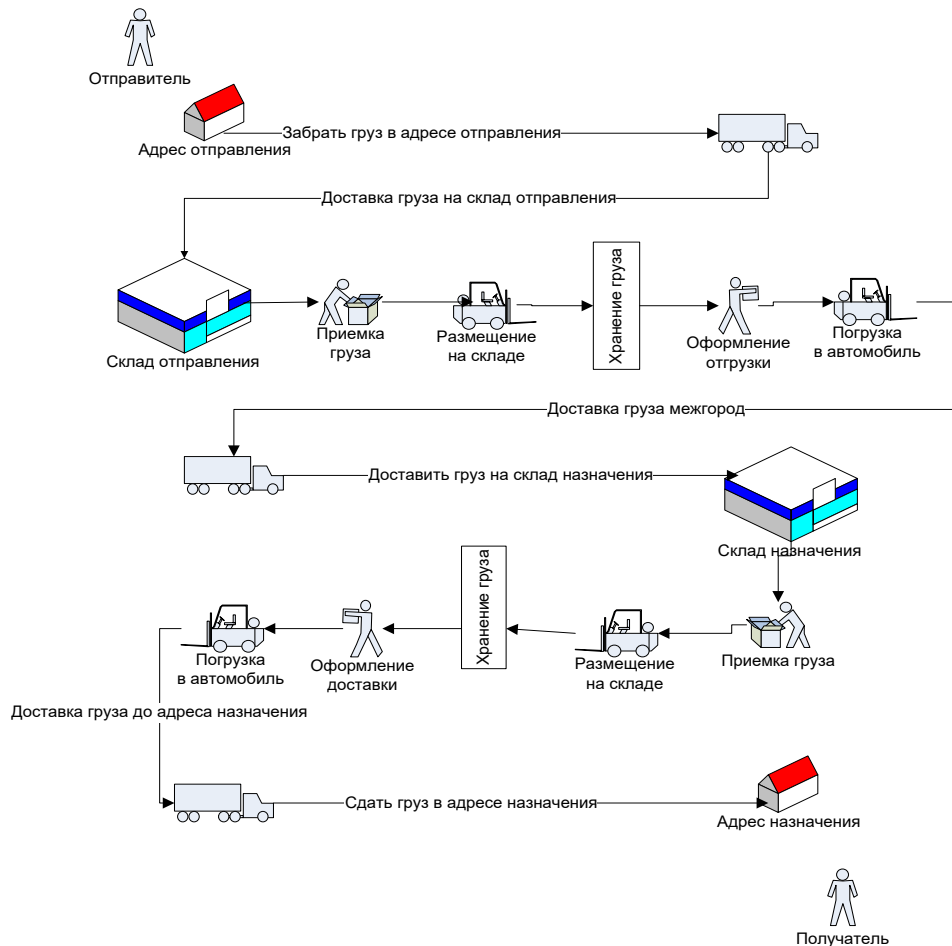 Отправитель
Забрать груз в адресе отправления
Адрес отправления
Доставка груза на склад отправления
Хранение груза
Приемка
груза
Размещение
на складе
Оформление
отгрузки
Погрузка
в автомобиль
Склад отправления
Доставка груза межгород
Доставить груз на склад назначения
Склад назначения
Хранение груза
Погрузка
в автомобиль
Оформление
доставки
Размещение
на складе
Приемка груза
Доставка груза до адреса назначения
Сдать груз в адресе назначения
Адрес назначения
Получатель